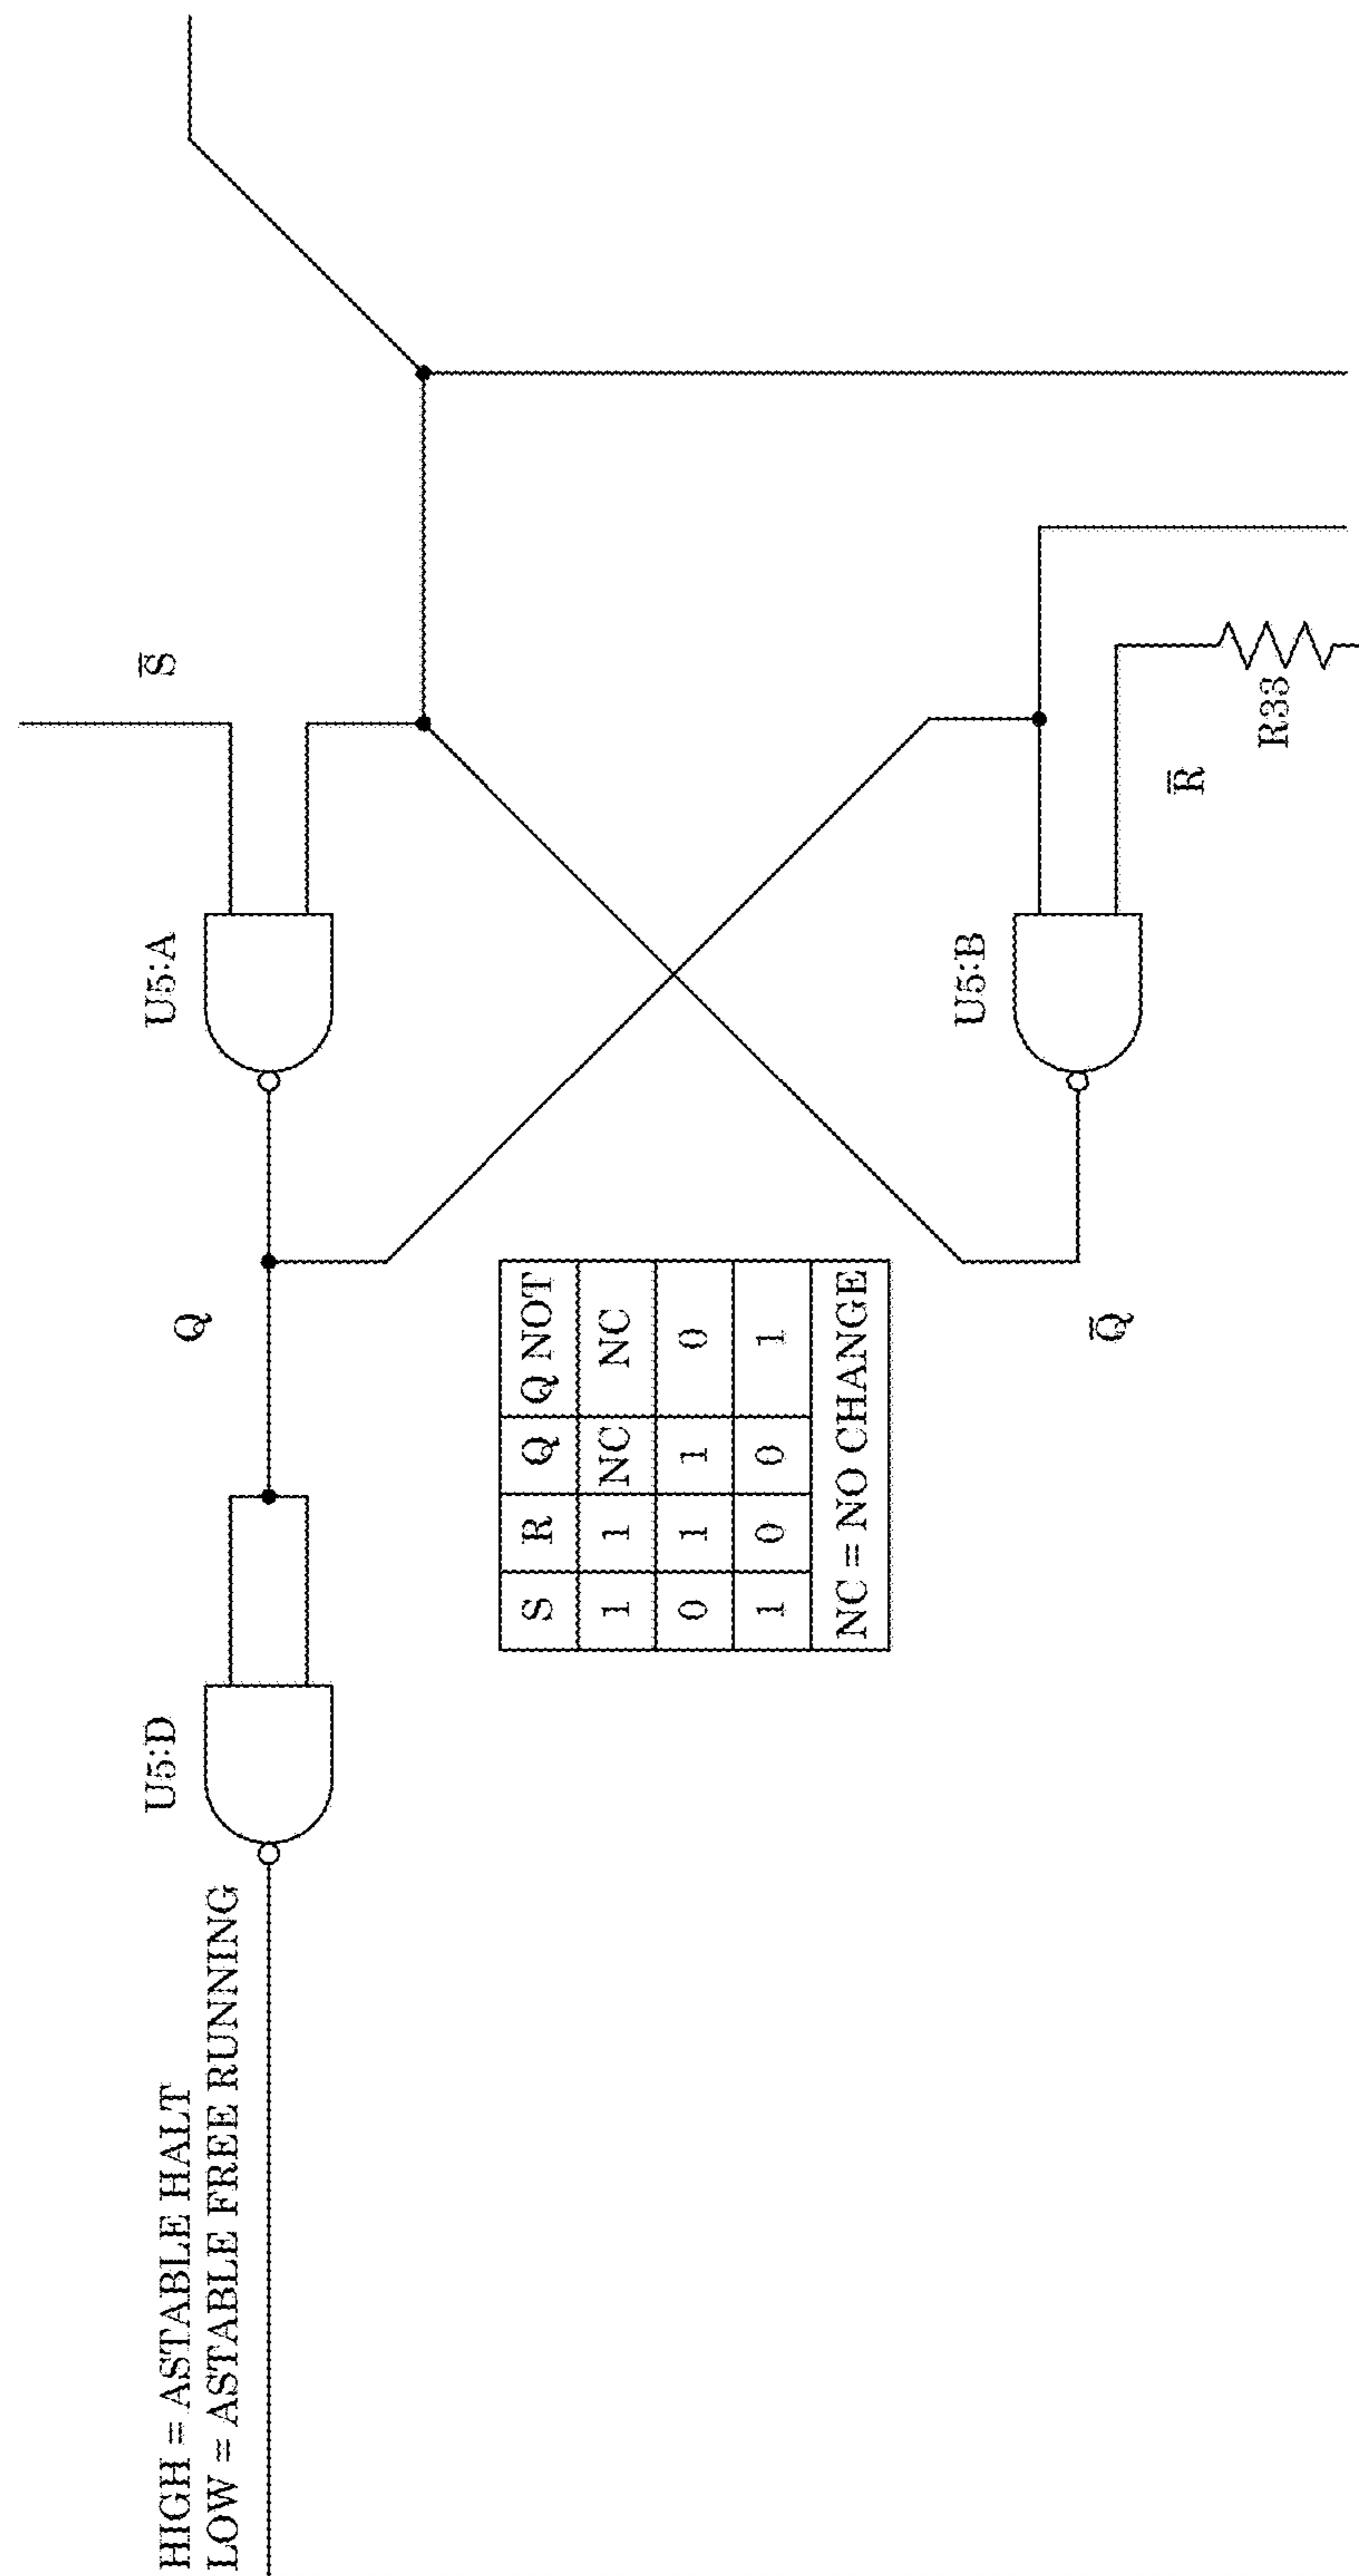 HIGH = ASTABLE HALT
LOW = ASTABLE FREE RUNNING
U5:D
Q
U5:A
S̅
S R Q Q NOT
1 1 NC NC
0 1 1 0
1 0 0 1
NC = NO CHANGE
U5:B
Q̅
R̅
R33